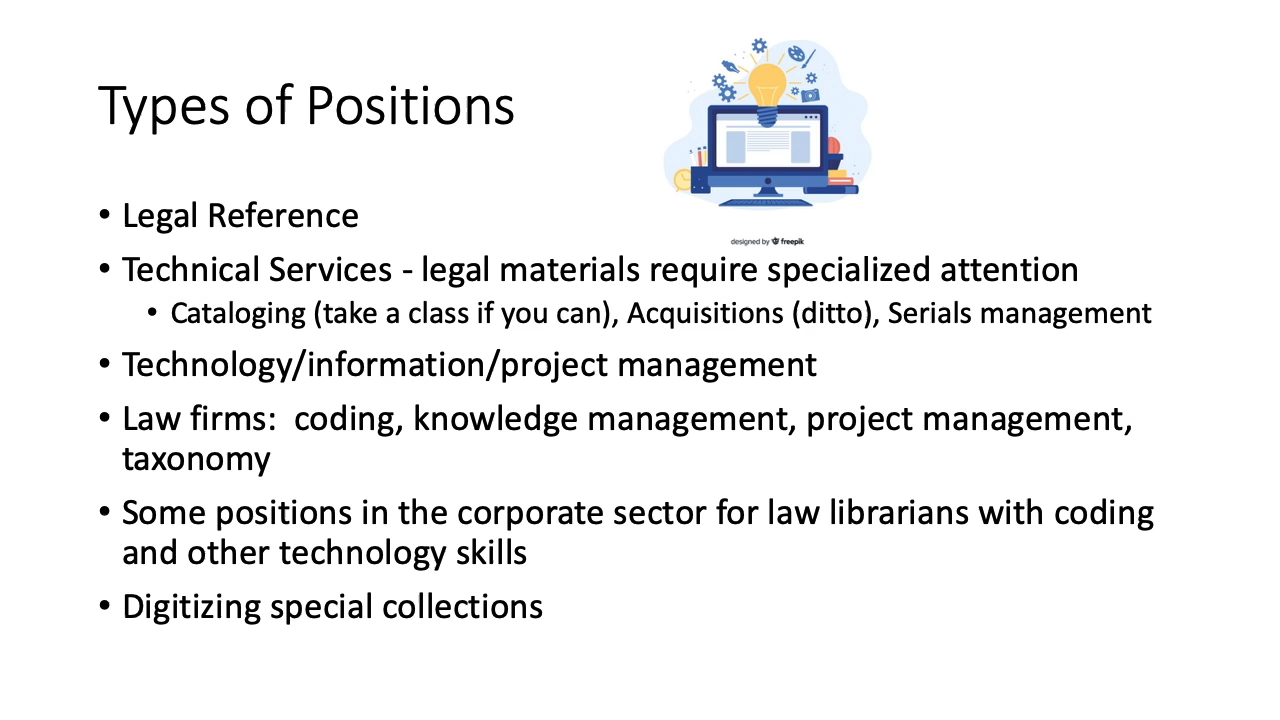 Types of Positions
designed by freepik
• Legal Reference
• Technical Services - legal materials require specialized attention
• Cataloging (take a class if you can), Acquisitions (ditto), Serials management
• Technology/information/project management
• Law firms:  coding, knowledge management, project management,
taxonomy
• Some positions in the corporate sector for law librarians with coding
and other technology skills
• Digitizing special collections